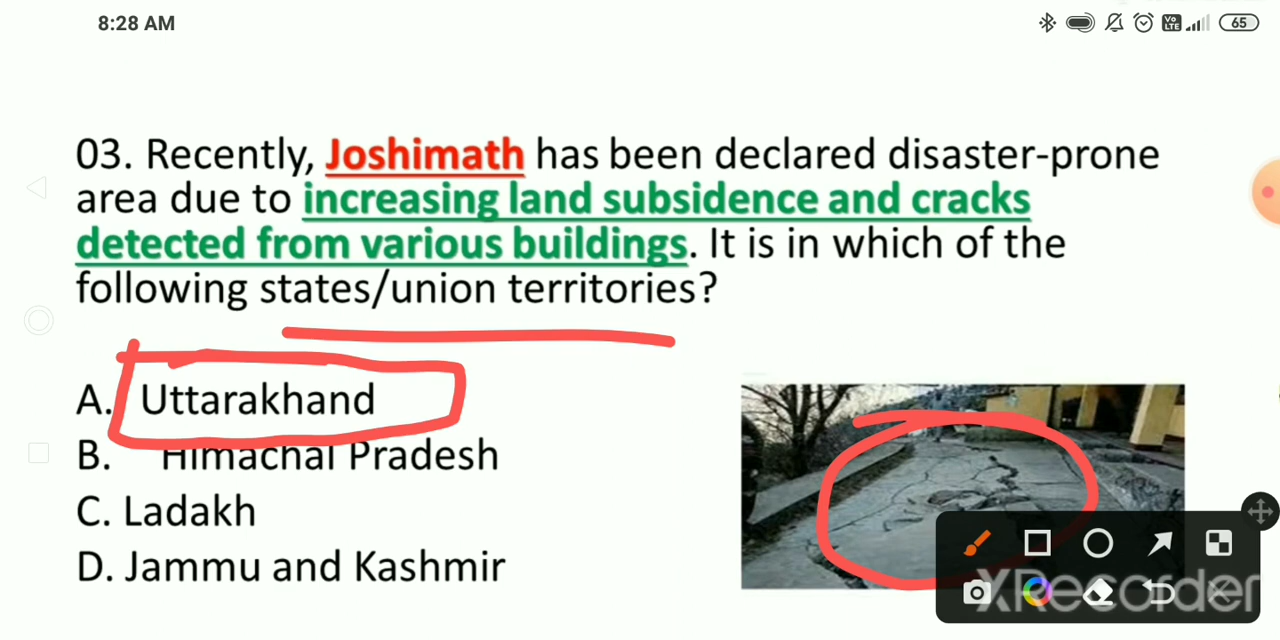 8:28 AM
Vo LTE
65
03. Recently, Joshimath has been declared disaster-prone
area due to increasing land subsidence and cracks
detected from various buildings. It is in which of the
following states/union territories?
A. Uttarakhand
B. Himachal Pradesh
C. Ladakh
D. Jammu and Kashmir
XRecorder